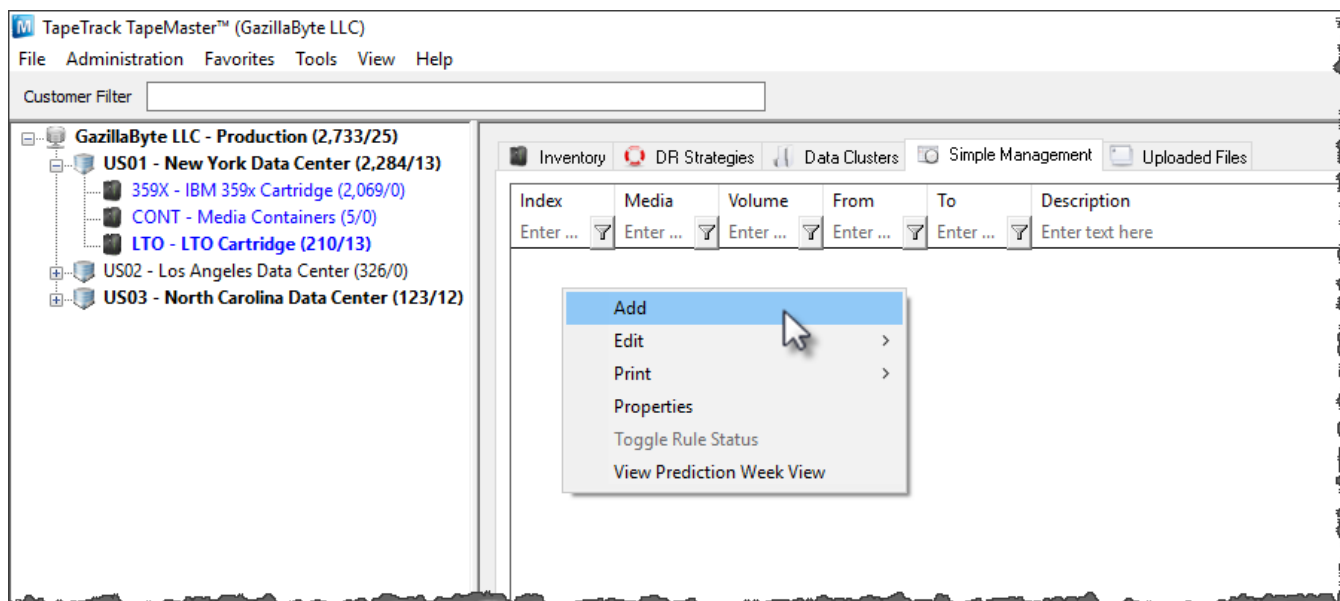 TapeTrack TapeMaster™ (GazillaByte LLC)
File Administration Favorites Tools View Help
Customer Filter
GazillaByte LLC - Production (2,733/25)
US01 - New York Data Center (2,284/13)
359X - IBM 359x Cartridge (2,069/0)
CONT - Media Containers (5/0)
LTO - LTO Cartridge (210/13)
US02 - Los Angeles Data Center (326/0)
US03 - North Carolina Data Center (123/12)
Inventory DR Strategies Data Clusters Simple Management Uploaded Files
Index Media Volume From To Description
Enter ... Enter ... Enter ... Enter ... Enter ... Enter text here
Add
Edit
Print
Properties
Toggle Rule Status
View Prediction Week View